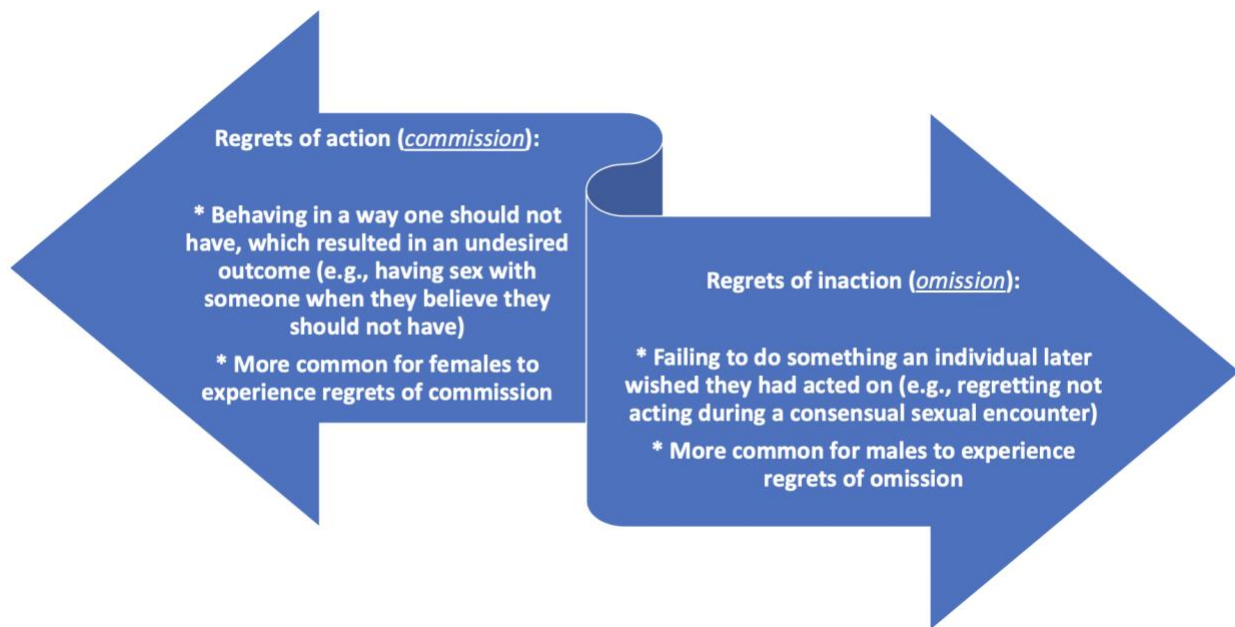 Regrets of action (commission):
* Behaving in a way one should not
have, which resulted in an undesired
outcome (e.g., having sex with
someone when they believe they
should not have)
* More common for females to
experience regrets of commission
Regrets of inaction (omission):
* Failing to do something an individual later
wished they had acted on (e.g., regretting not
acting during a consensual sexual encounter)
* More common for males to experience
regrets of omission